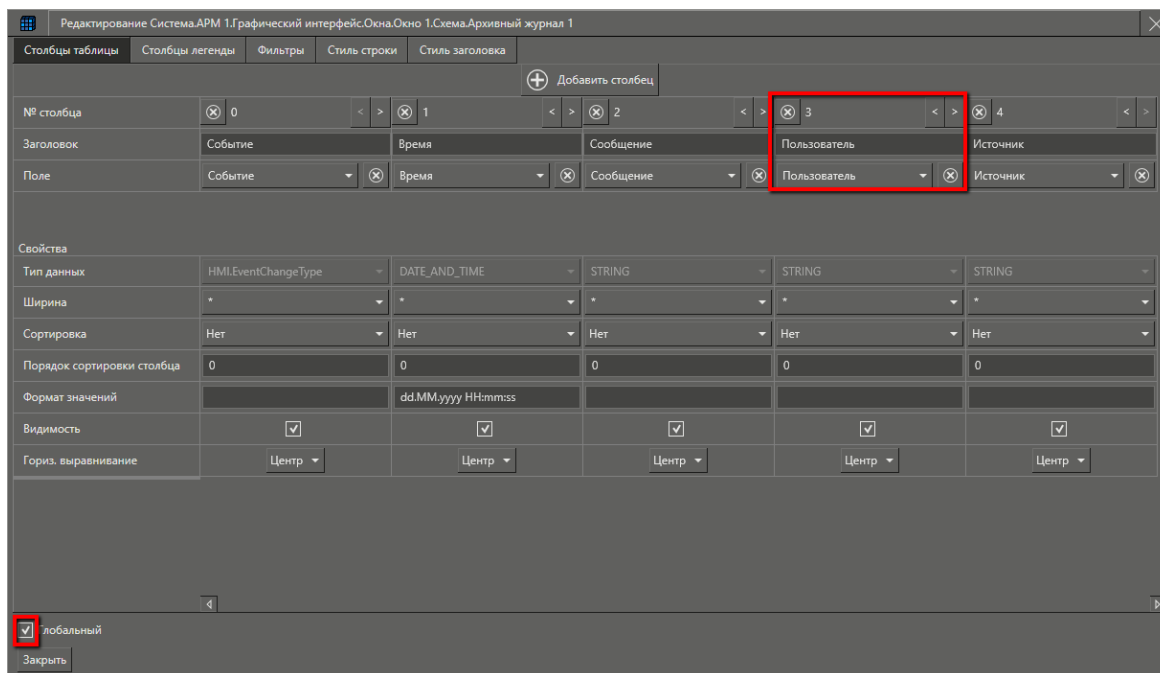 Редактирование Система.АРМ 1.Графический интерфейс.Окна.Окно 1.Схема.Архивный журнал 1
Столбцы таблицы Столбцы легенды Фильтры Стиль строки Стиль заголовка
Добавить столбец
№ столбца 0 < > 1 < > 2 < > 3 < > 4 < >
Заголовок Событие Время Сообщение Пользователь Источник
Поле Событие Время Сообщение Пользователь Источник
Свойства
Тип данных HMI.EventChangeType DATE_AND_TIME STRING STRING STRING
Ширина * * * * *
Сортировка Нет Нет Нет Нет Нет
Порядок сортировки столбца 0 0 0 0 0
Формат значений dd.MM.yyyy HH:mm:ss
Видимость
Гориз. выравнивание Центр Центр Центр Центр Центр
Глобальный
Закрыть